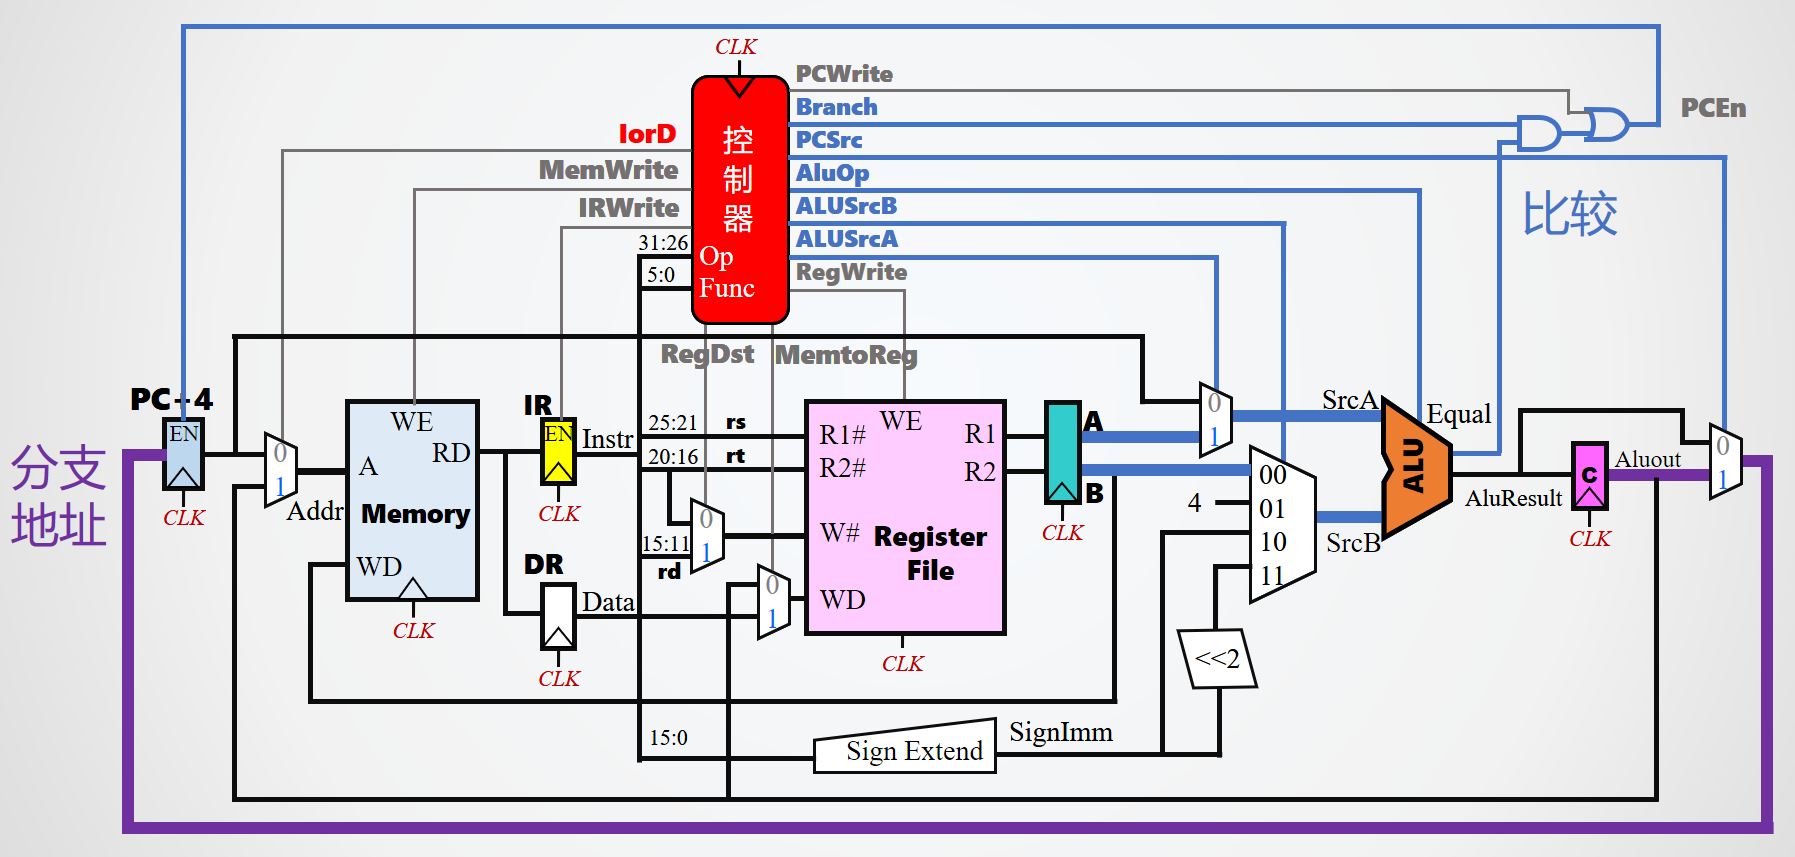 CLK
PCWrite
Branch
PCSrc
AluOp
ALUSrcB
ALUSrcA
RegWrite
PCEn
IorD
MemWrite
IRWrite
控
制
器
31:26
Op
5:0
Func
比较
RegDst
MemtoReg
PC+4
EN
CLK
分支
地址
0
1
Addr
WE
RD
A
Memory
WD
CLK
IR
EN
Instr
CLK
DR
Data
CLK
25:21 rs
20:16 rt
0
1
15:11
rd
0
1
WE
R1#
R1
R2#
R2
W#
Register
File
WD
CLK
A
B
CLK
0
1
00
4
01
10
11
<<2
15:0
Sign Extend
SignImm
SrcA
SrcB
ALU
Equal
AluResult
C
CLK
Aluout
0
1